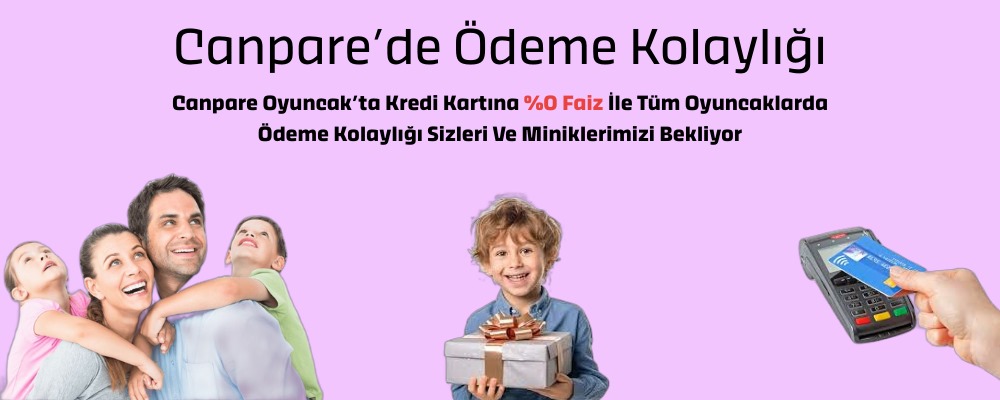 Canpare’de Ödeme Kolaylığı
Canpare Oyuncak’ta Kredi Kartına %0 Faiz İle Tüm Oyuncaklarda
Ödeme Kolaylığı Sizleri Ve Miniklerimizi Bekliyor